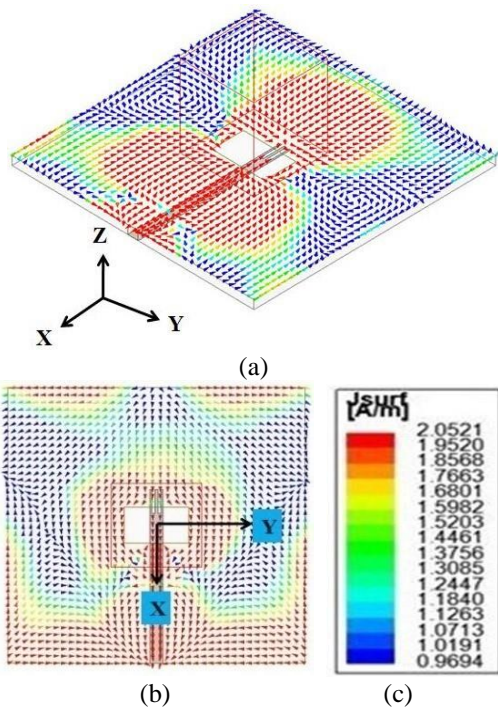 Z
X
Y
(a)
Y
X
Jsurf
[A/m]
2.0521
1.9520
1.8568
1.7663
1.6801
1.5982
1.5203
1.4461
1.3756
1.3085
1.2447
1.1840
1.1263
1.0713
1.0191
0.9694
(b)
(c)